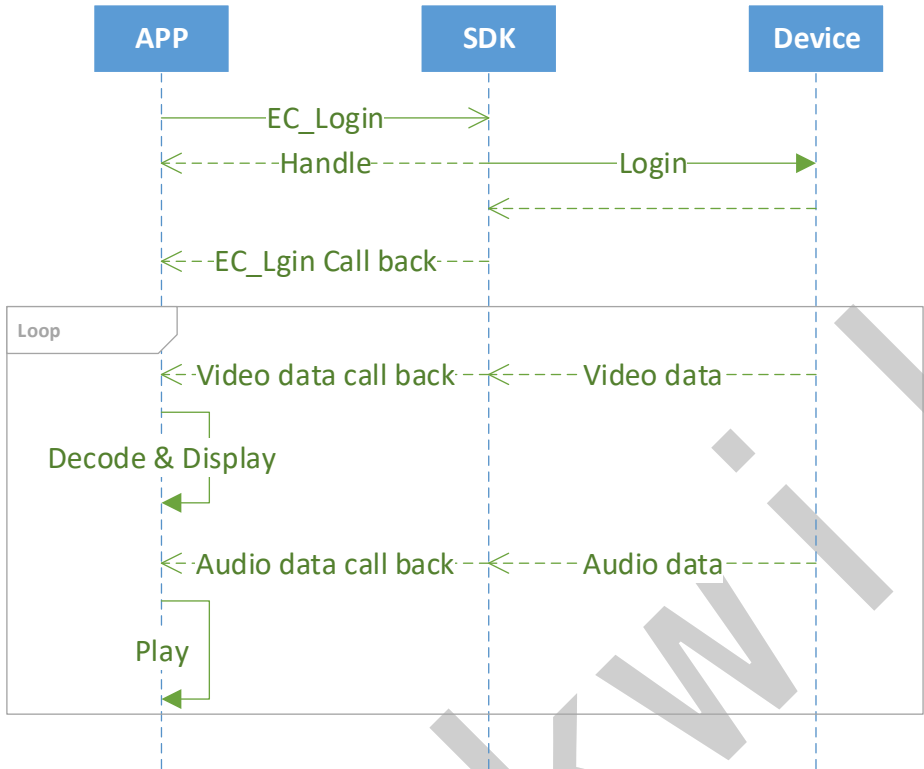 APP SDK Device
EC_Login
Handle Login
EC_Lgin Call back
Loop
Video data call back Video data
Decode & Display
Audio data call back Audio data
Play
k w i l